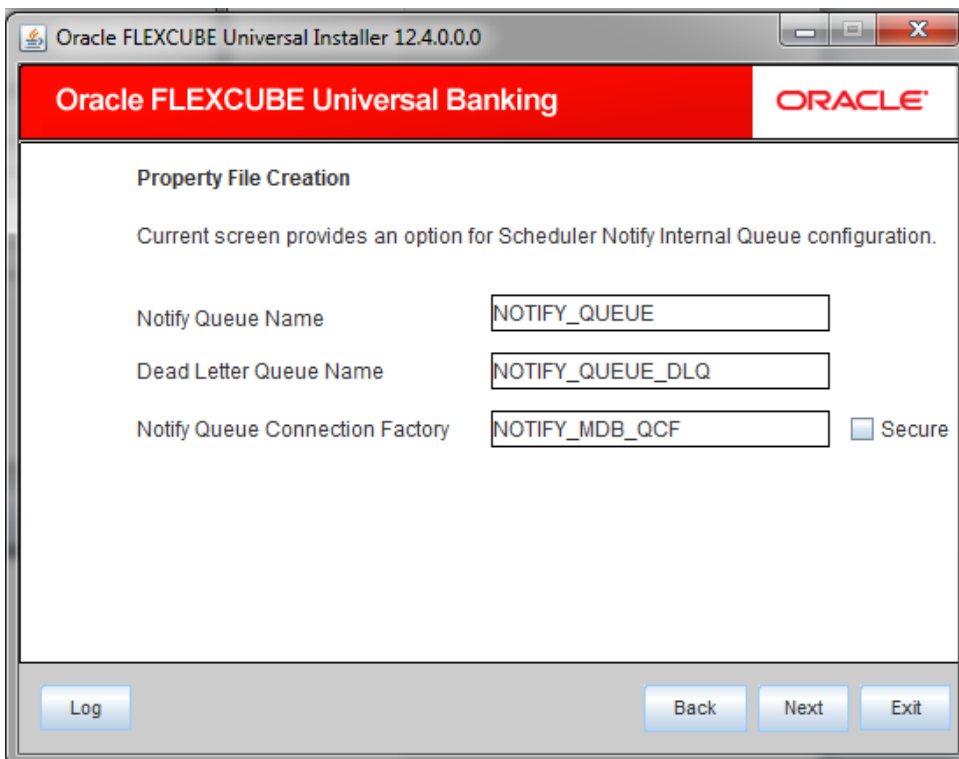 Oracle FLEXCUBE Universal Installer 12.4.0.0.0
Oracle FLEXCUBE Universal Banking
ORACLE
Property File Creation
Current screen provides an option for Scheduler Notify Internal Queue configuration.
Notify Queue Name NOTIFY_QUEUE
Dead Letter Queue Name NOTIFY_QUEUE_DLQ
Notify Queue Connection Factory NOTIFY_MDB_QCF Secure
Log Back Next Exit